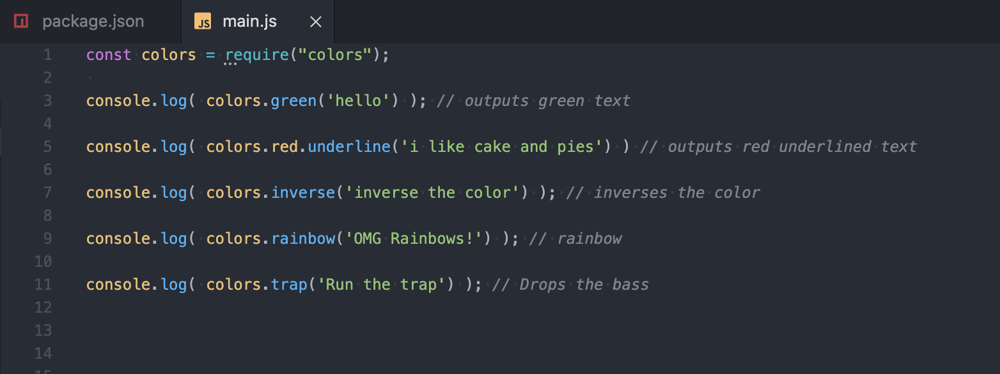 package.json
JS main.js
1 const colors = require("colors");
2
3 console.log( colors.green('hello') ); // outputs green text
4
5 console.log( colors.red.underline('i like cake and pies') ) // outputs red underlined text
6
7 console.log( colors.inverse('inverse the color') ); // inverses the color
8
9 console.log( colors.rainbow('OMG Rainbows!') ); // rainbow
10
11 console.log( colors.trap('Run the trap') ); // Drops the bass
12
13
14
15